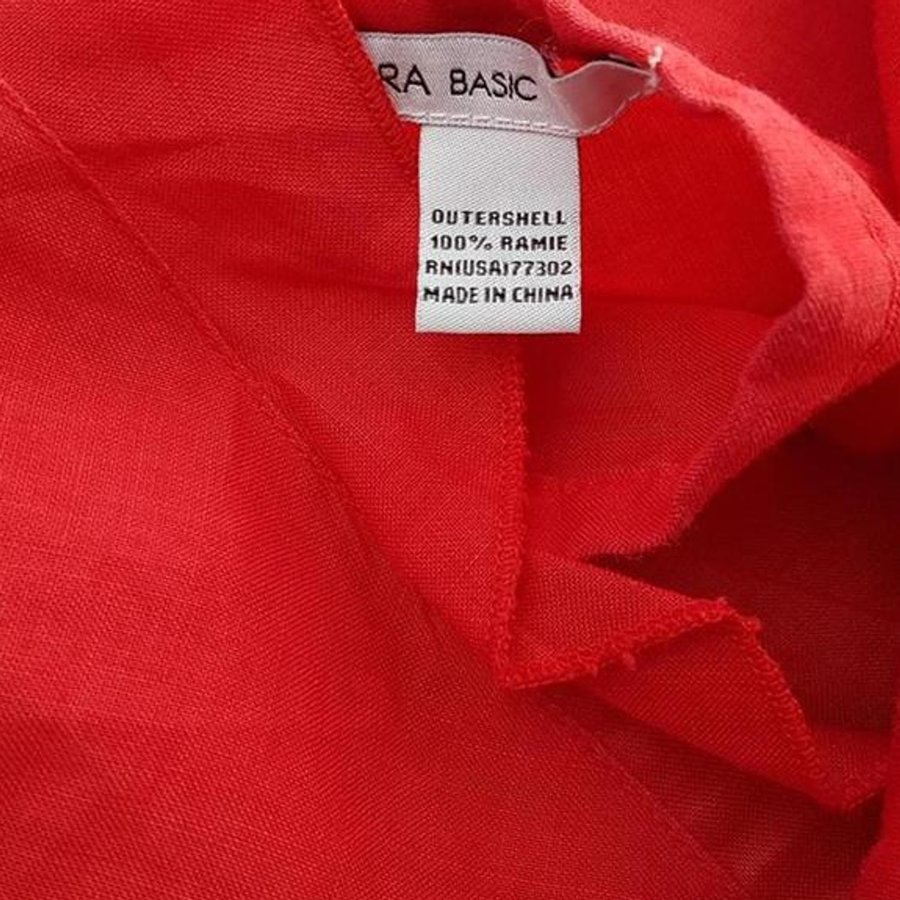 RA BASIC
OUTERSHELL
100% RAMIE
RN(USA)77302
MADE IN CHINA